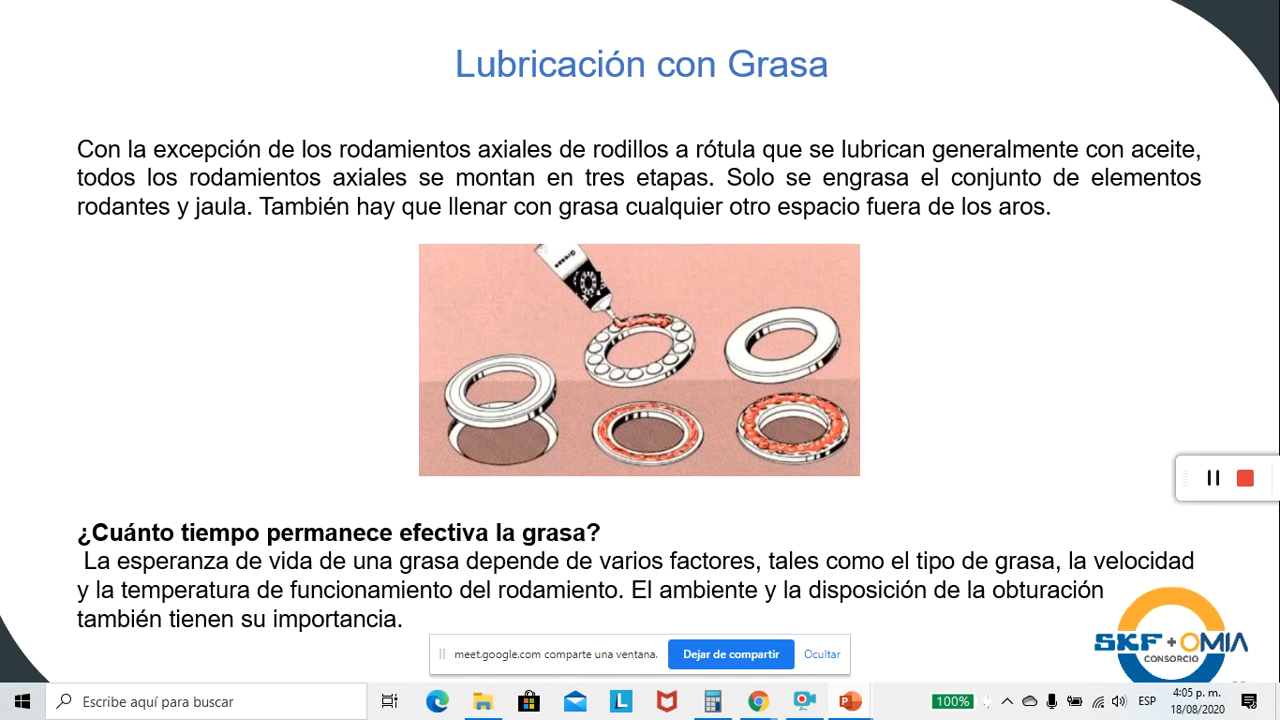 Lubricación con Grasa
Con la excepción de los rodamientos axiales de rodillos a rótula que se lubrican generalmente con aceite,
todos los rodamientos axiales se montan en tres etapas. Solo se engrasa el conjunto de elementos
rodantes y jaula. También hay que llenar con grasa cualquier otro espacio fuera de los aros.
¿Cuánto tiempo permanece efectiva la grasa?
La esperanza de vida de una grasa depende de varios factores, tales como el tipo de grasa, la velocidad
y la temperatura de funcionamiento del rodamiento. El ambiente y la disposición de la obturación
también tienen su importancia.
SKF + OMIA
CONSORCIO
meet.google.com comparte una ventana.
Dejar de compartir
Ocultar
Escribe aquí para buscar
100%
ESP
4:05 p. m.
18/08/2020